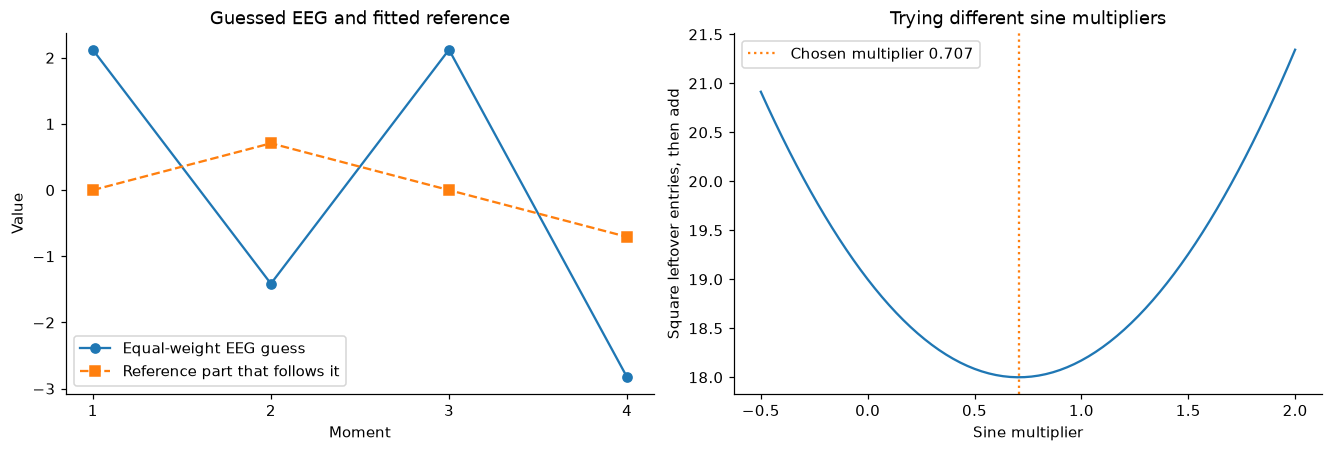 Guessed EEG and fitted reference
Value
2
1
0
−1
−2
−3
Equal-weight EEG guess
Reference part that follows it
1
2
3
4
Moment
Trying different sine multipliers
Square leftover entries, then add
21.5
21.0
20.5
20.0
19.5
19.0
18.5
18.0
Chosen multiplier 0.707
−0.5
0.0
0.5
1.0
1.5
2.0
Sine multiplier